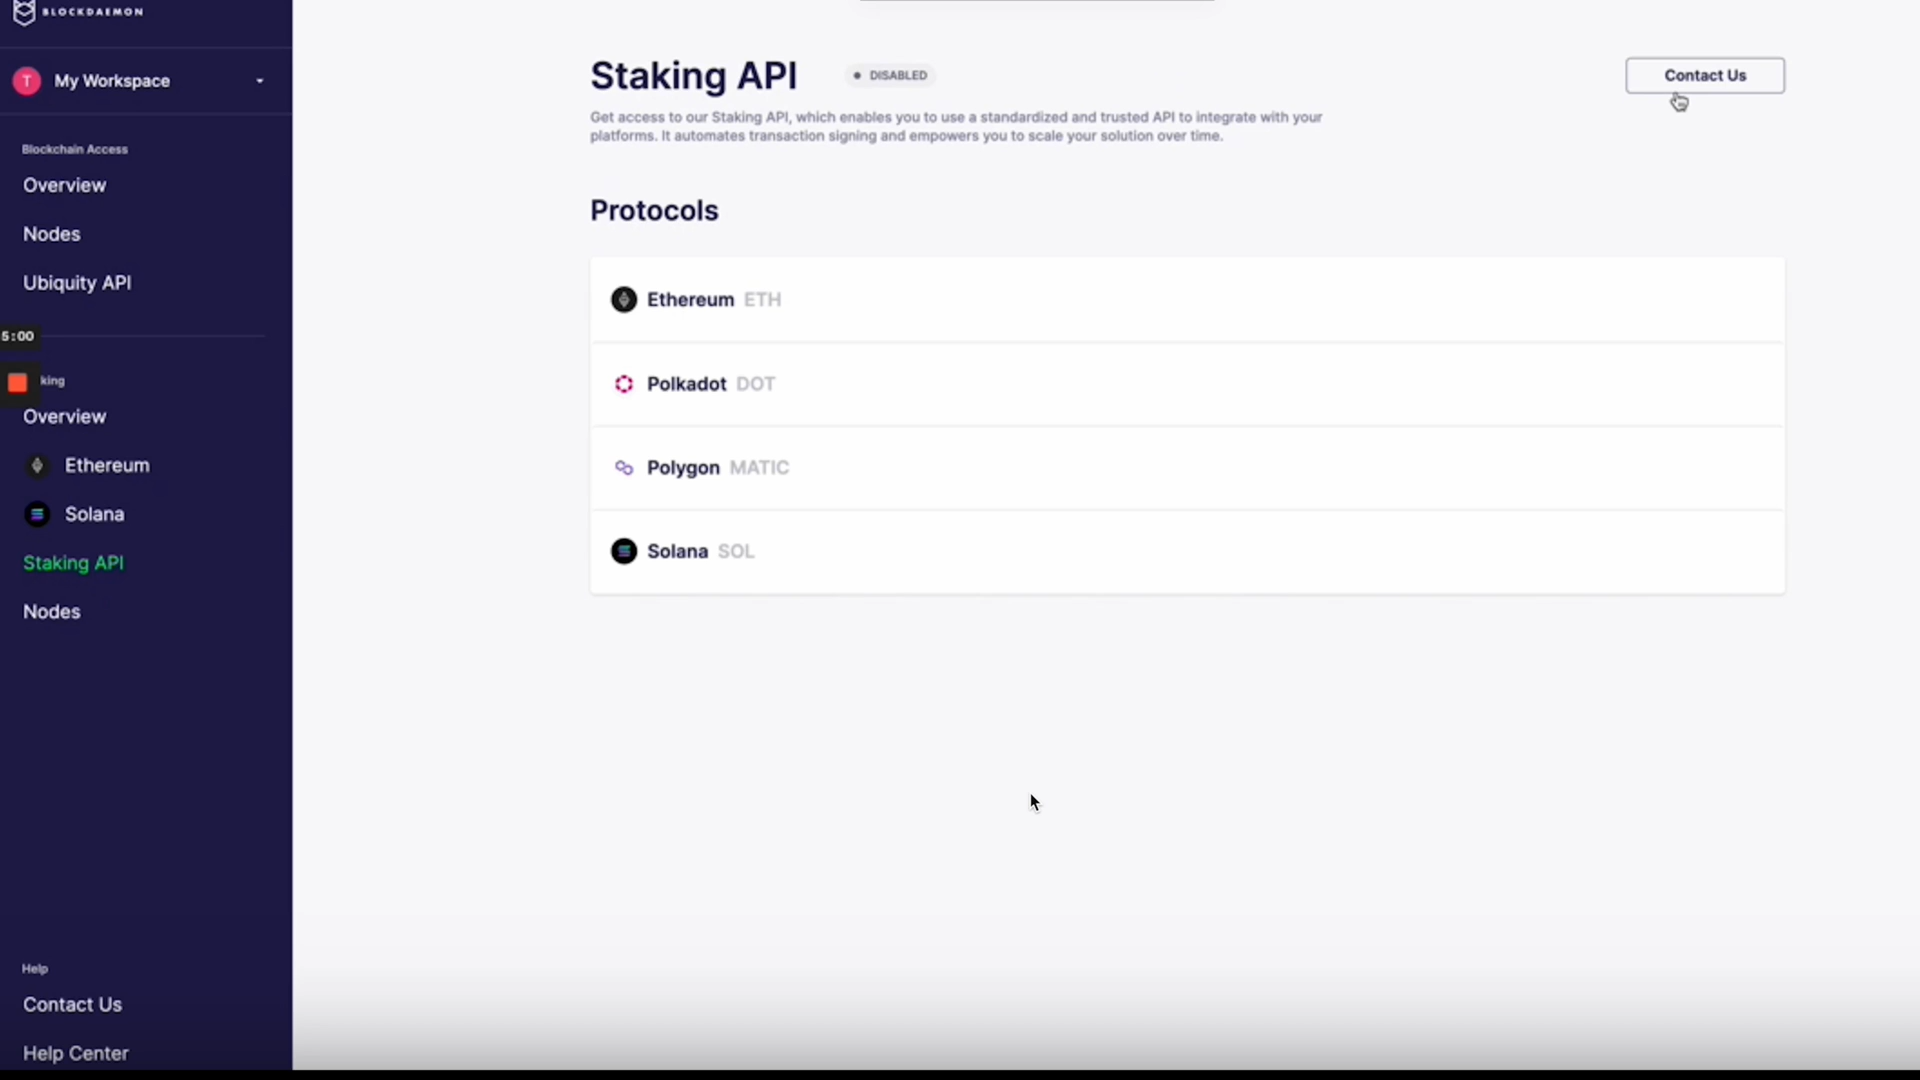 BLOCKDAEMON
T My Workspace
Blockchain Access
Overview
Nodes
Ubiquity API
5:00
king
Overview
Ethereum
Solana
Staking API
Nodes
Help
Contact Us
Help Center
Staking API
DISABLED
Contact Us
Get access to our Staking API, which enables you to use a standardized and trusted API to integrate with your
platforms. It automates transaction signing and empowers you to scale your solution over time.
Protocols
Ethereum ETH
Polkadot DOT
Polygon MATIC
Solana SOL